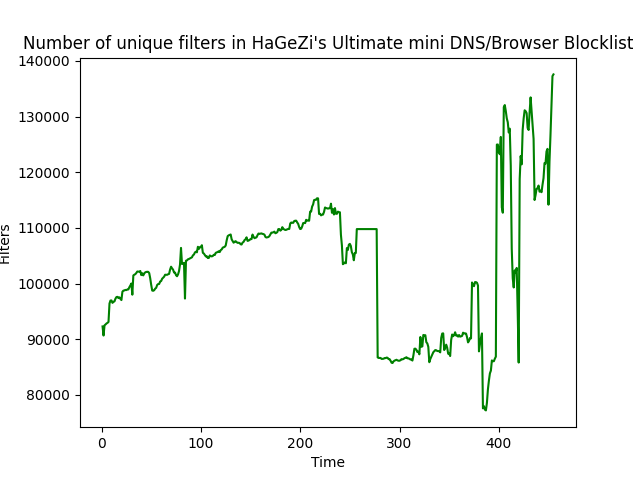 Number of unique filters in HaGeZi's Ultimate mini DNS/Browser Blocklist
140000
130000
120000
110000
100000
90000
80000
Filters
0 100 200 300 400
Time